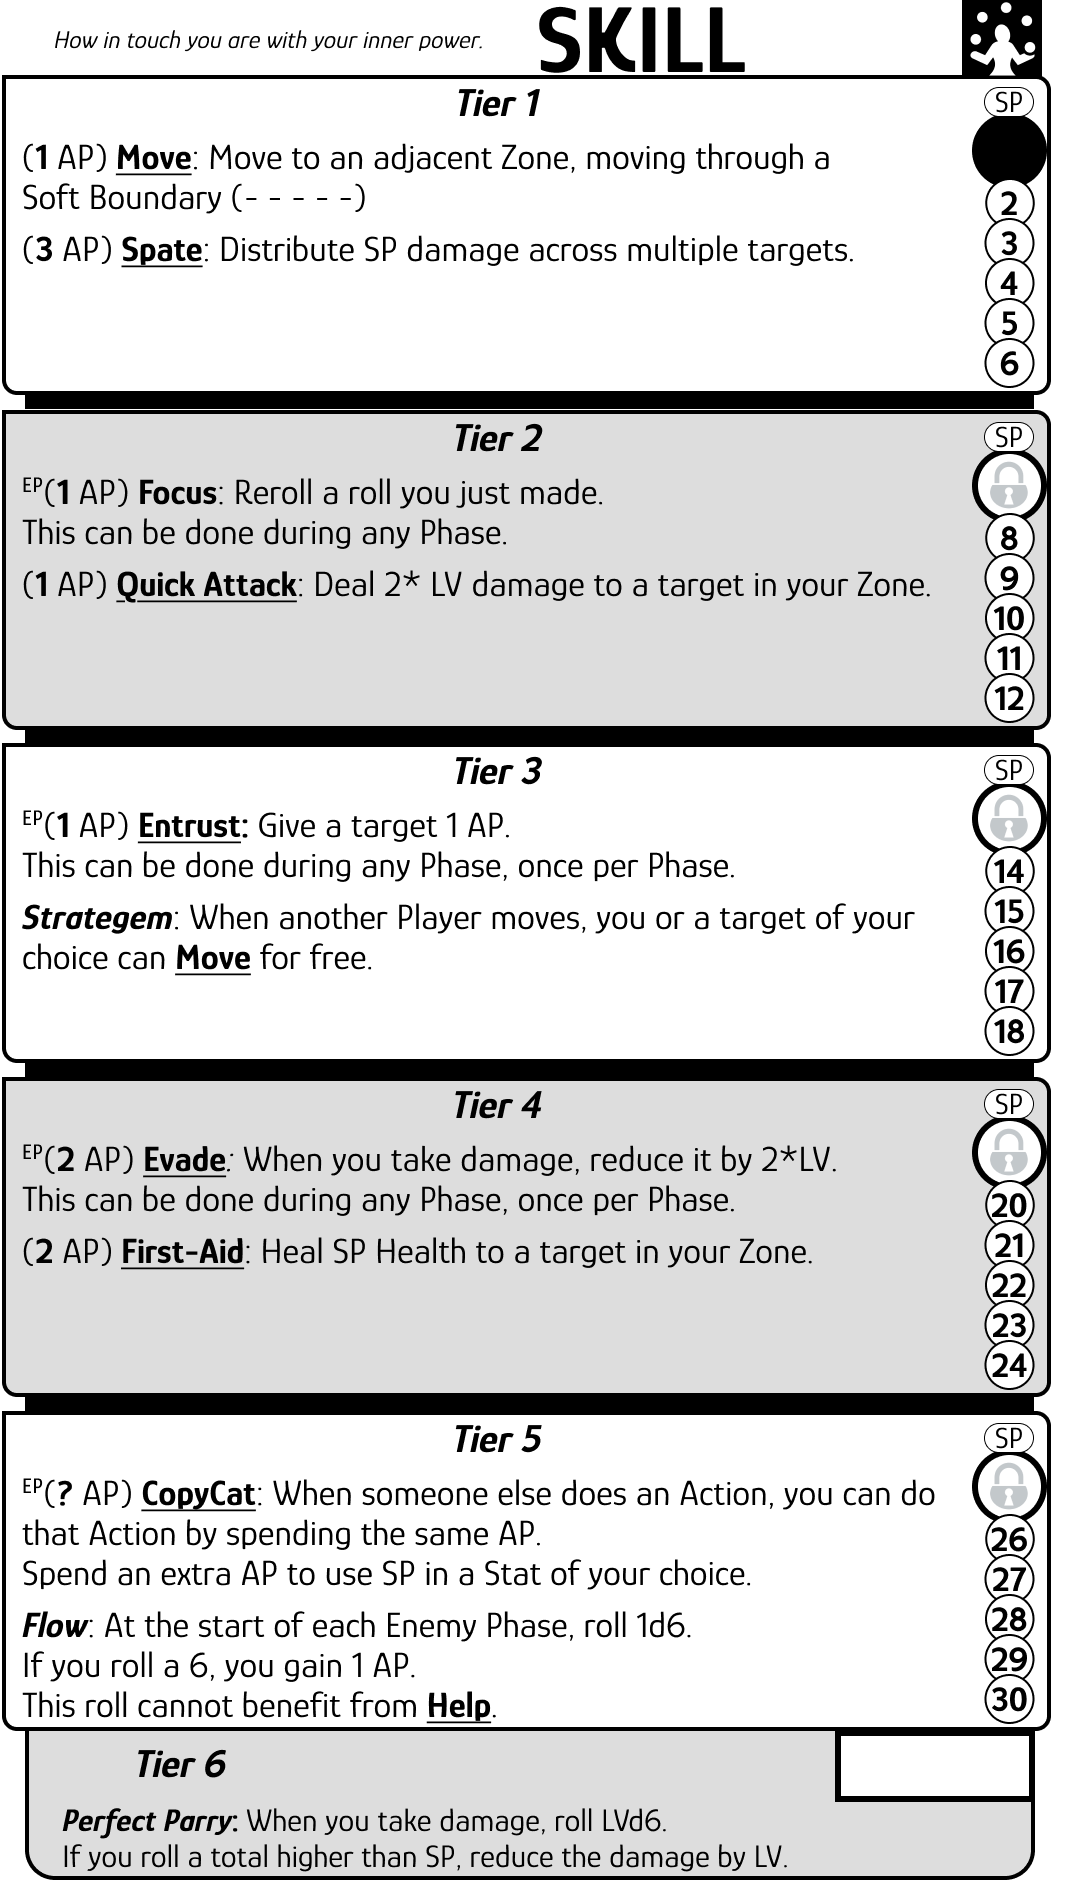 How in touch you are with your inner power.
SKILL
Tier 1
SP
(1 AP) Move: Move to an adjacent Zone, moving through a
Soft Boundary (- - - - -)
(3 AP) Spate: Distribute SP damage across multiple targets.
2
3
4
5
6
Tier 2
SP
EP(1 AP) Focus: Reroll a roll you just made.
This can be done during any Phase.
(1 AP) Quick Attack: Deal 2* LV damage to a target in your Zone.
8
9
10
11
12
Tier 3
SP
EP(1 AP) Entrust: Give a target 1 AP.
This can be done during any Phase, once per Phase.
Strategem: When another Player moves, you or a target of your
choice can Move for free.
14
15
16
17
18
Tier 4
SP
EP(2 AP) Evade: When you take damage, reduce it by 2*LV.
This can be done during any Phase, once per Phase.
(2 AP) First-Aid: Heal SP Health to a target in your Zone.
20
21
22
23
24
Tier 5
SP
EP(? AP) CopyCat: When someone else does an Action, you can do
that Action by spending the same AP.
Spend an extra AP to use SP in a Stat of your choice.
Flow: At the start of each Enemy Phase, roll 1d6.
If you roll a 6, you gain 1 AP.
This roll cannot benefit from Help.
26
27
28
29
30
Tier 6
Perfect Parry: When you take damage, roll LVd6.
If you roll a total higher than SP, reduce the damage by LV.